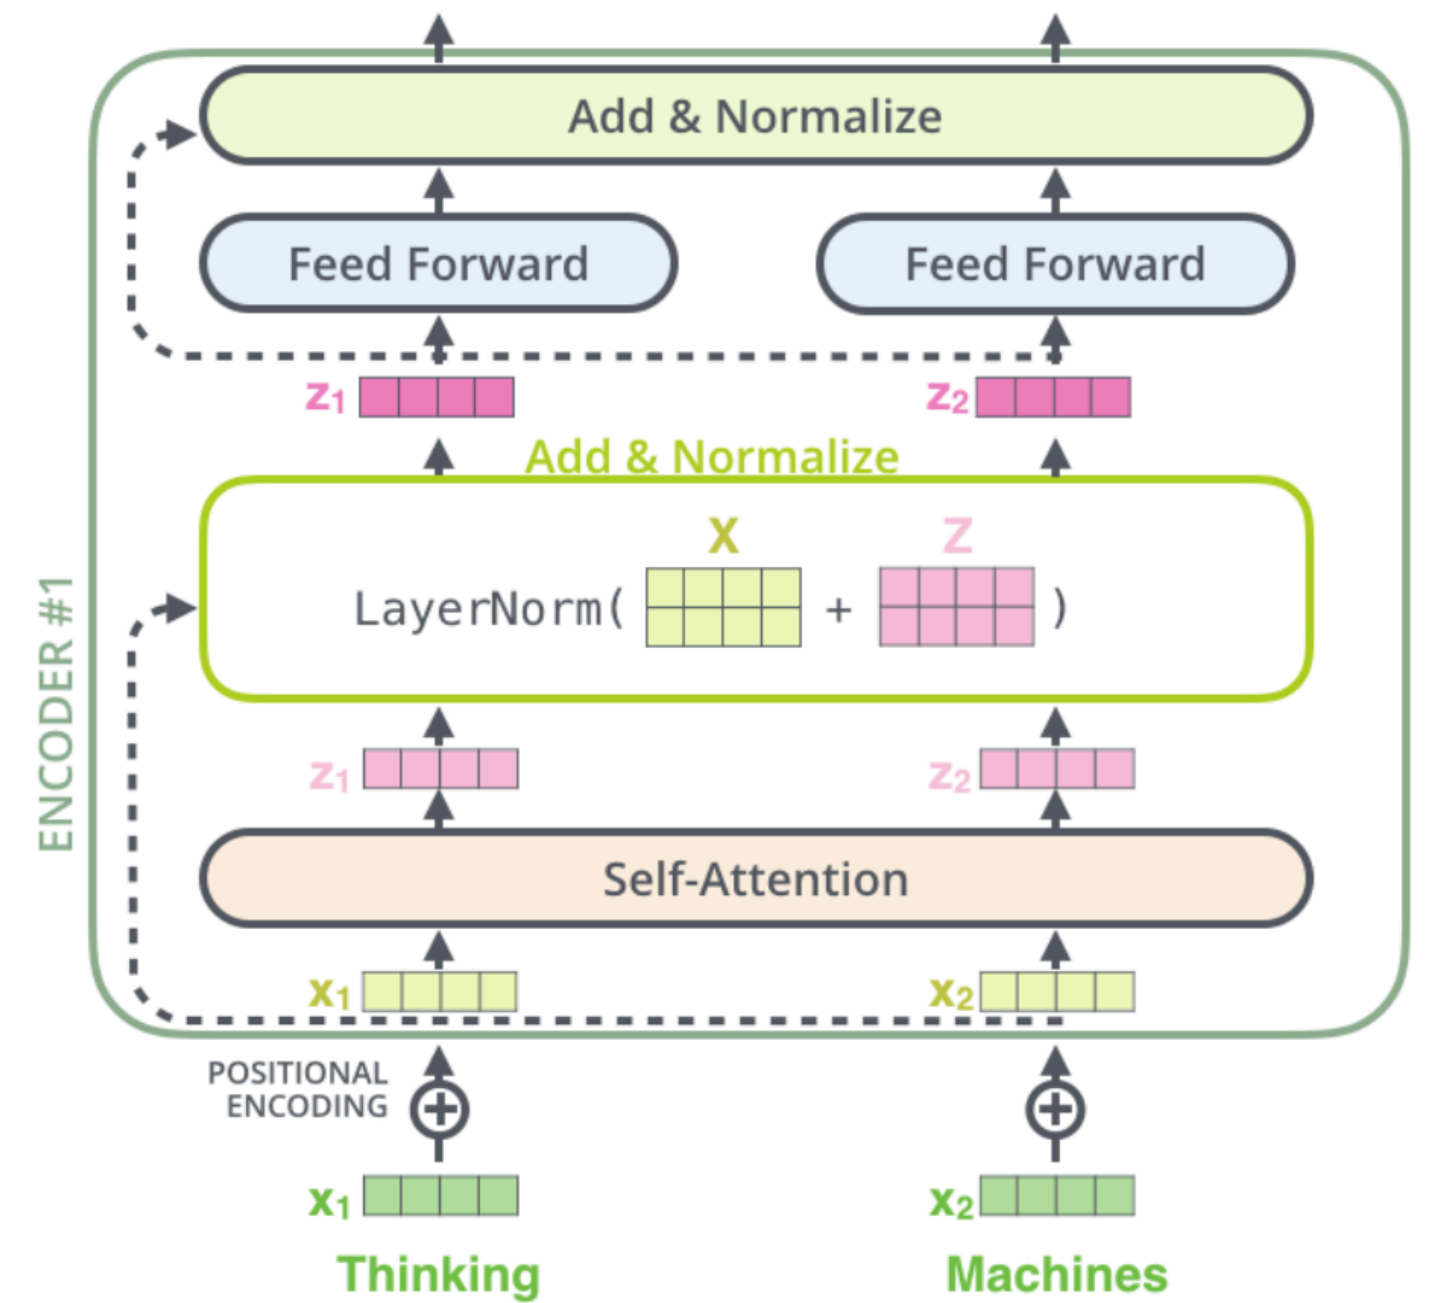 Add & Normalize
Feed Forward
Feed Forward
z1
z2
Add & Normalize
X
Z
LayerNorm( + )
z1
z2
Self-Attention
x1
x2
ENCODER #1
POSITIONAL
ENCODING
x1
x2
Thinking
Machines